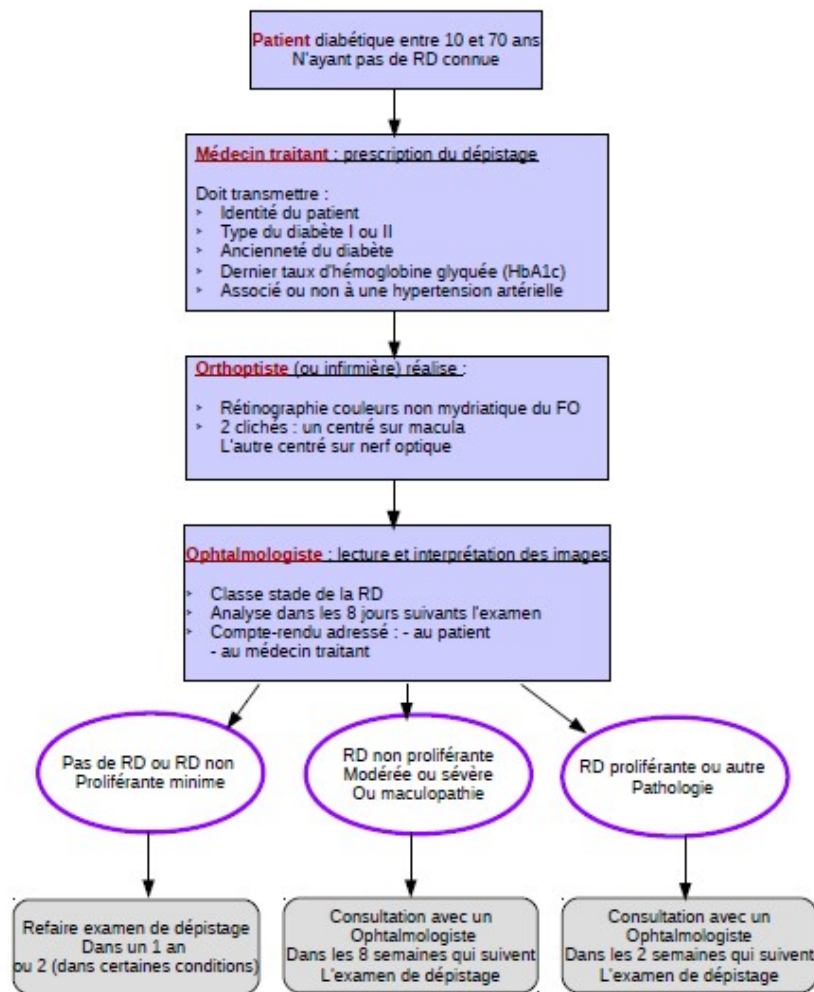 Patient diabétique entre 10 et 70 ans
N'ayant pas de RD connue
Médecin traitant : prescription du dépistage
Doit transmettre :
Identité du patient
Type du diabète I ou II
Ancienneté du diabète
Dernier taux d'hémoglobine glyquée (HbA1c)
Associé ou non à une hypertension artérielle
Orthoptiste (ou infirmière) réalise :
Rétinographie couleurs non mydriatique du FO
2 clichés : un centré sur macula
L'autre centré sur nerf optique
Ophtalmologiste : lecture et interprétation des images
Classe stade de la RD
Analyse dans les 8 jours suivants l'examen
Compte-rendu adressé : - au patient
- au médecin traitant
Pas de RD ou RD non
Proliférante minime
RD non proliférante
Modérée ou sévère
Ou maculopathie
RD proliférante ou autre
Pathologie
Refaire examen de dépistage
Dans un 1 an
ou 2 (dans certaines conditions)
Consultation avec un
Ophtalmologiste
Dans les 8 semaines qui suivent
L'examen de dépistage
Consultation avec un
Ophtalmologiste
Dans les 2 semaines qui suivent
L'examen de dépistage